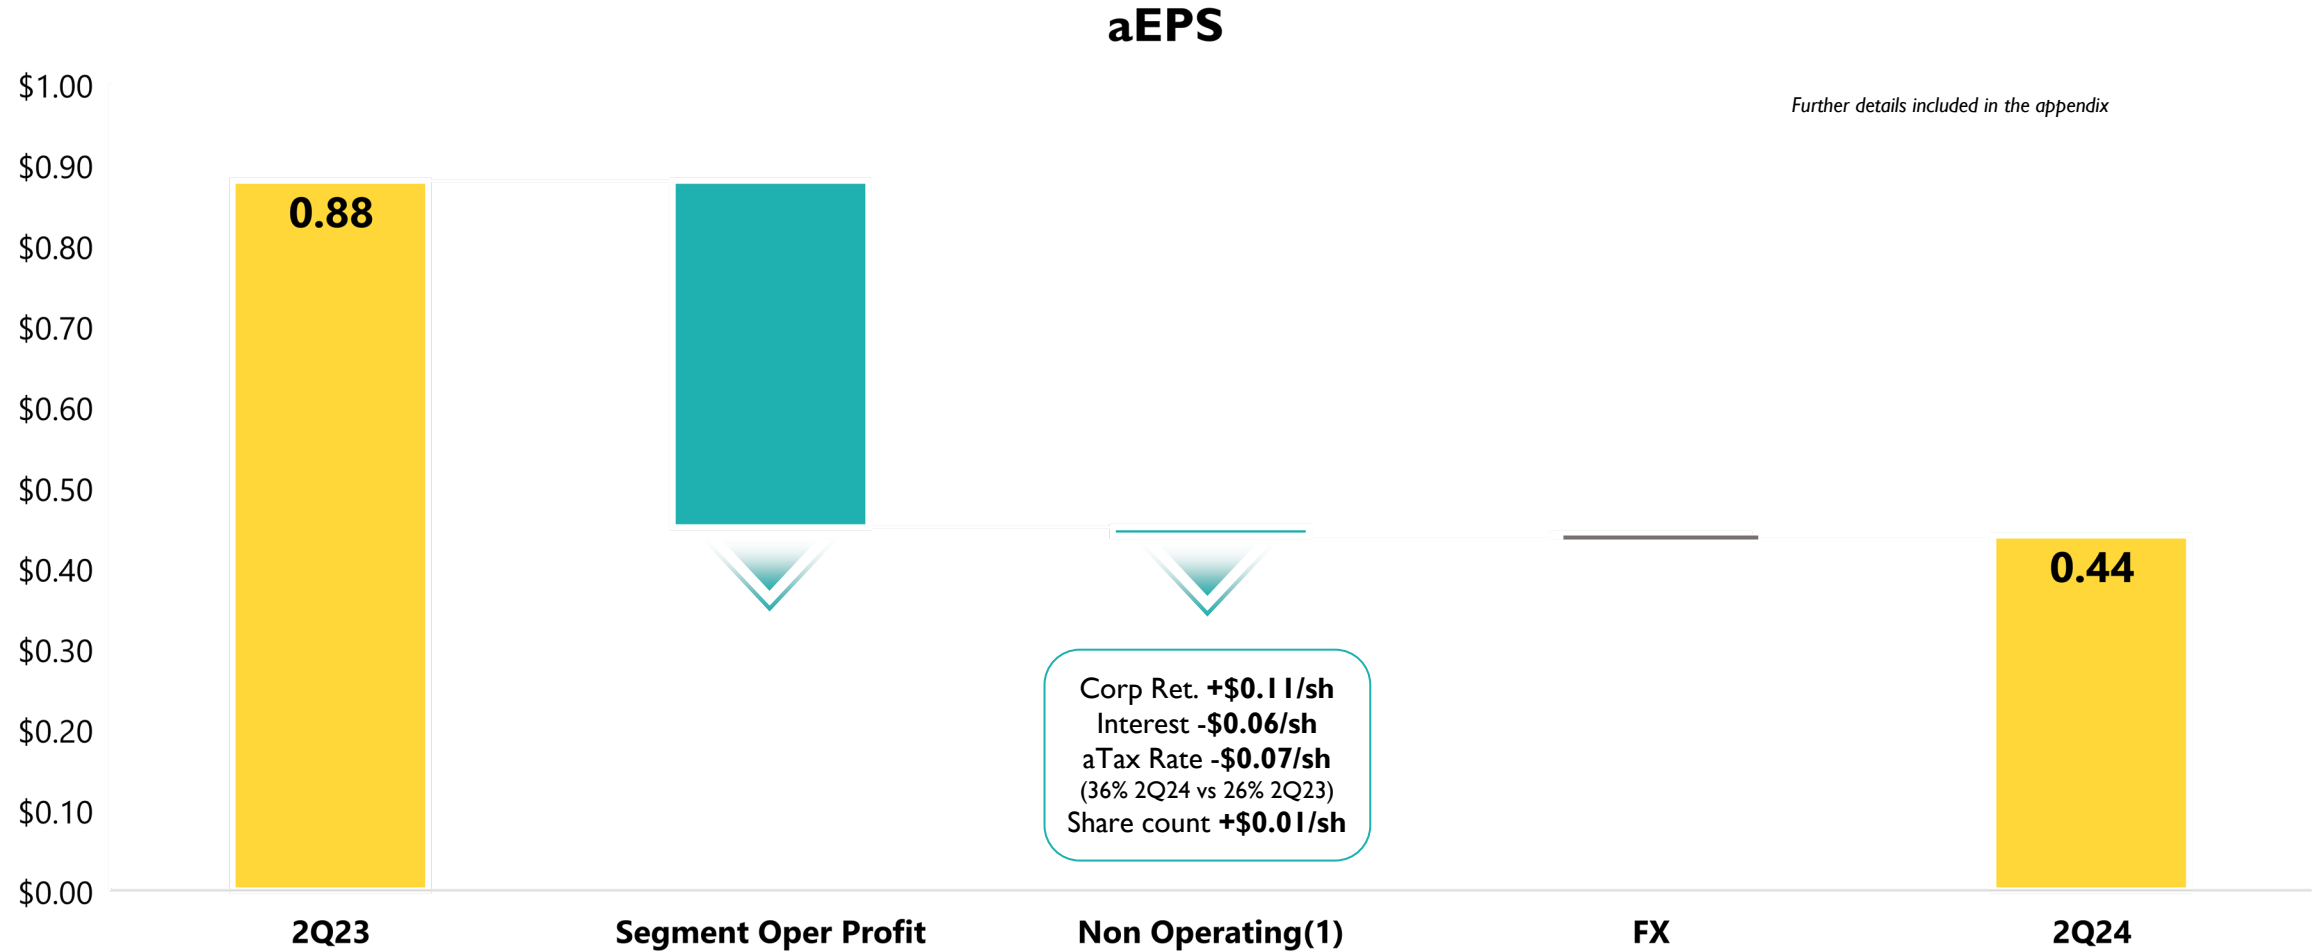 aEPS
Further details included in the appendix
$1.00
$0.90
$0.80
$0.70
$0.60
$0.50
$0.40
$0.30
$0.20
$0.10
$0.00
0.88
0.44
Corp Ret. +$0.11/sh
Interest -$0.06/sh
aTax Rate -$0.07/sh
(36% 2Q24 vs 26% 2Q23)
Share count +$0.01/sh
2Q23
Segment Oper Profit
Non Operating(1)
FX
2Q24